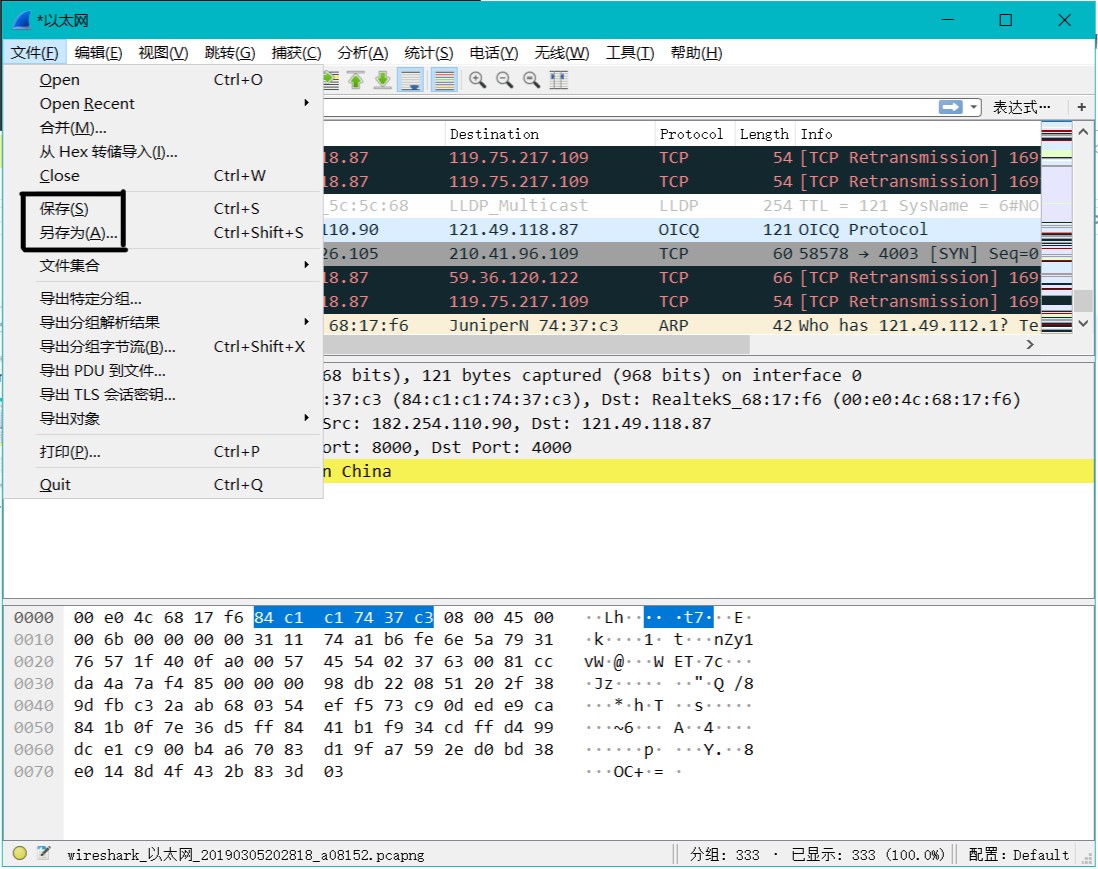 *以太网
文件(F) 编辑(E) 视图(V) 跳转(G) 捕获(C) 分析(A) 统计(S) 电话(Y) 无线(W) 工具(T) 帮助(H)
Open Ctrl+O
Open Recent
合并(M)...
从 Hex 转储导入(I)...
Close Ctrl+W
保存(S) Ctrl+S
另存为(A)... Ctrl+Shift+S
文件集合
导出特定分组...
导出分组解析结果
导出分组字节流(B)... Ctrl+Shift+X
导出 PDU 到文件...
导出 TLS 会话密钥...
导出对象
打印(P)... Ctrl+P
Quit Ctrl+Q
表达式… +
Destination Protocol Length Info
18.87 119.75.217.109 TCP 54 [TCP Retransmission] 169
18.87 119.75.217.109 TCP 54 [TCP Retransmission] 169
_5c:5c:68 LLDP_Multicast LLDP 254 TTL = 121 SysName = 6#NO
110.90 121.49.118.87 OICQ 121 OICQ Protocol
26.105 210.41.96.109 TCP 60 58578 → 4003 [SYN] Seq=0
18.87 59.36.120.122 TCP 66 [TCP Retransmission] 169
18.87 119.75.217.109 TCP 54 [TCP Retransmission] 169
68:17:f6 JuniperN 74:37:c3 ARP 42 Who has 121.49.112.1? Te
68 bits), 121 bytes captured (968 bits) on interface 0
:37:c3 (84:c1:c1:74:37:c3), Dst: RealtekS_68:17:f6 (00:e0:4c:68:17:f6)
Src: 182.254.110.90, Dst: 121.49.118.87
ort: 8000, Dst Port: 4000
n China
0000 00 e0 4c 68 17 f6 84 c1 c1 74 37 c3 08 00 45 00 ··Lh···· ·t7···E·
0010 00 6b 00 00 00 00 31 11 74 a1 b6 fe 6e 5a 79 31 ·k····1· t···nZy1
0020 76 57 1f 40 0f a0 00 57 45 54 02 37 63 00 81 cc vW·@···W ET·7c···
0030 da 4a 7a f4 85 00 00 00 98 db 22 08 51 20 2f 38 ·Jz····· ··"·Q /8
0040 9d fb c3 2a ab 68 03 54 ef f5 73 c9 0d ed e9 ca ···*·h·T ··s·····
0050 84 1b 0f 7e 36 d5 ff 84 41 b1 f9 34 cd ff d4 99 ···~6··· A··4····
0060 dc e1 c9 00 b4 a6 70 83 d1 9f a7 59 2e d0 bd 38 ······p· ···Y.··8
0070 e0 14 8d 4f 43 2b 83 3d 03 ···OC+·= ·
wireshark_以太网_20190305202818_a08152.pcapng 分组: 333 · 已显示: 333 (100.0%) 配置: Default